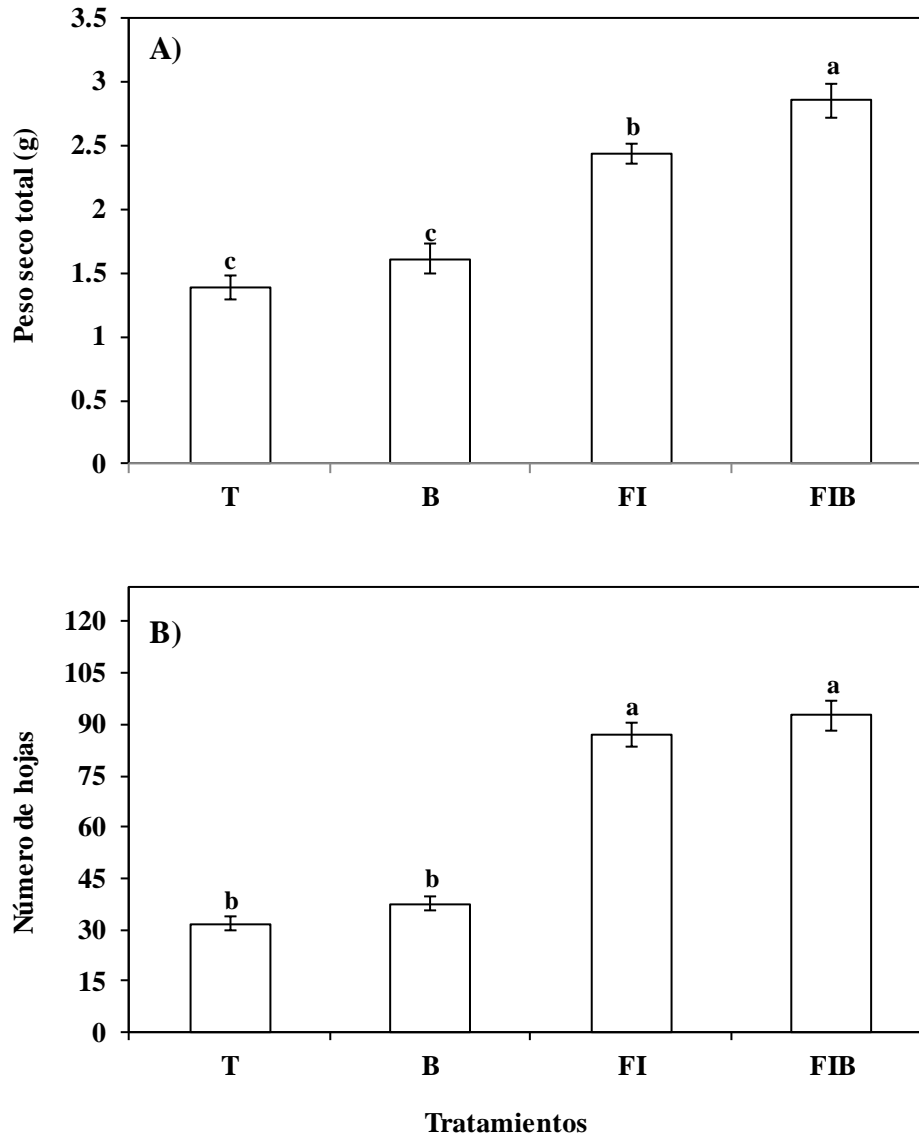 A)
Peso seco total (g)
3.5
3
2.5
2
1.5
1
0.5
0
c
c
b
a
T B FI FIB
B)
Número de hojas
120
105
90
75
60
45
30
15
0
b
b
a
a
T B FI FIB
Tratamientos